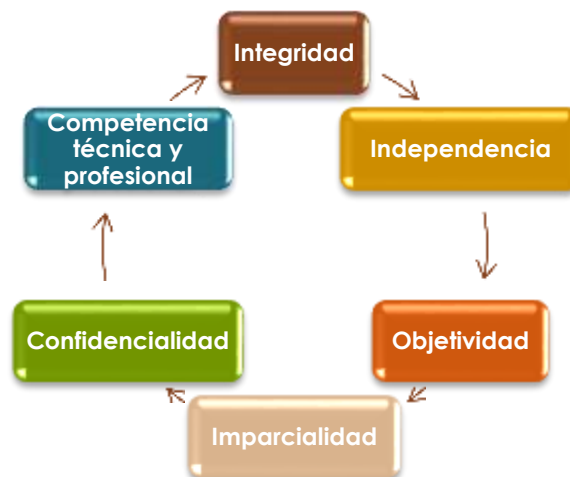 Integridad
Independencia
Objetividad
Imparcialidad
Confidencialidad
Competencia
técnica y
profesional